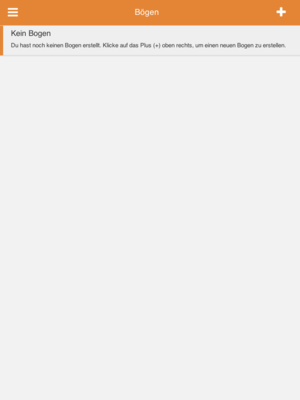 Bögen
Kein Bogen
Du hast noch keinen Bogen erstellt. Klicke auf das Plus (+) oben rechts, um einen neuen Bogen zu erstellen.